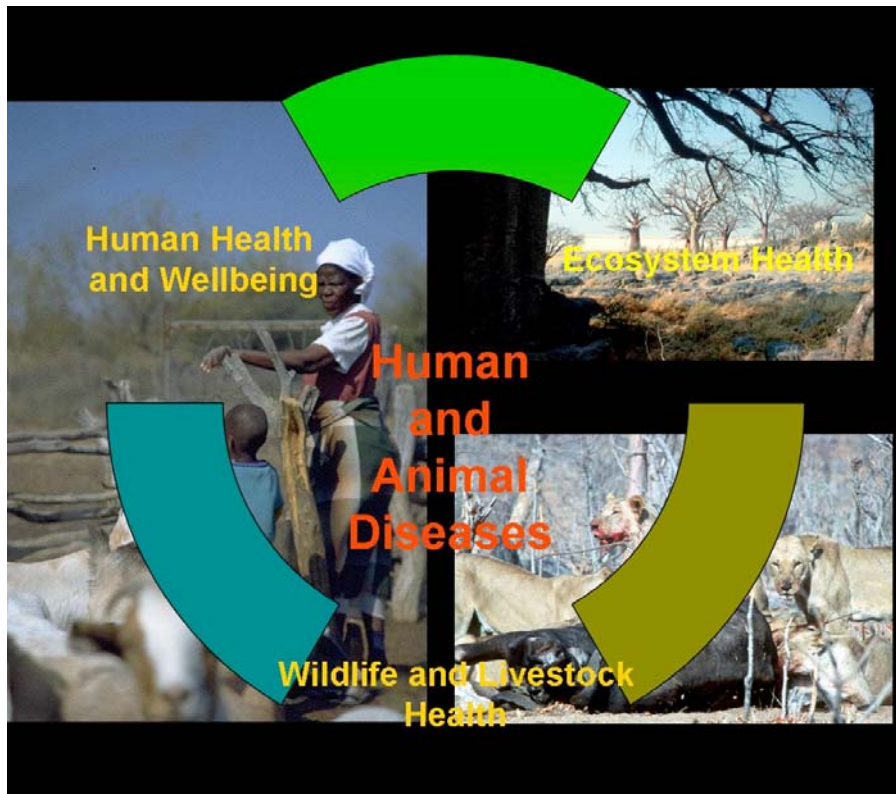 Human Health
and Wellbeing
Ecosystem Health
Human
and
Animal
Diseases
Wildlife and Livestock
Health